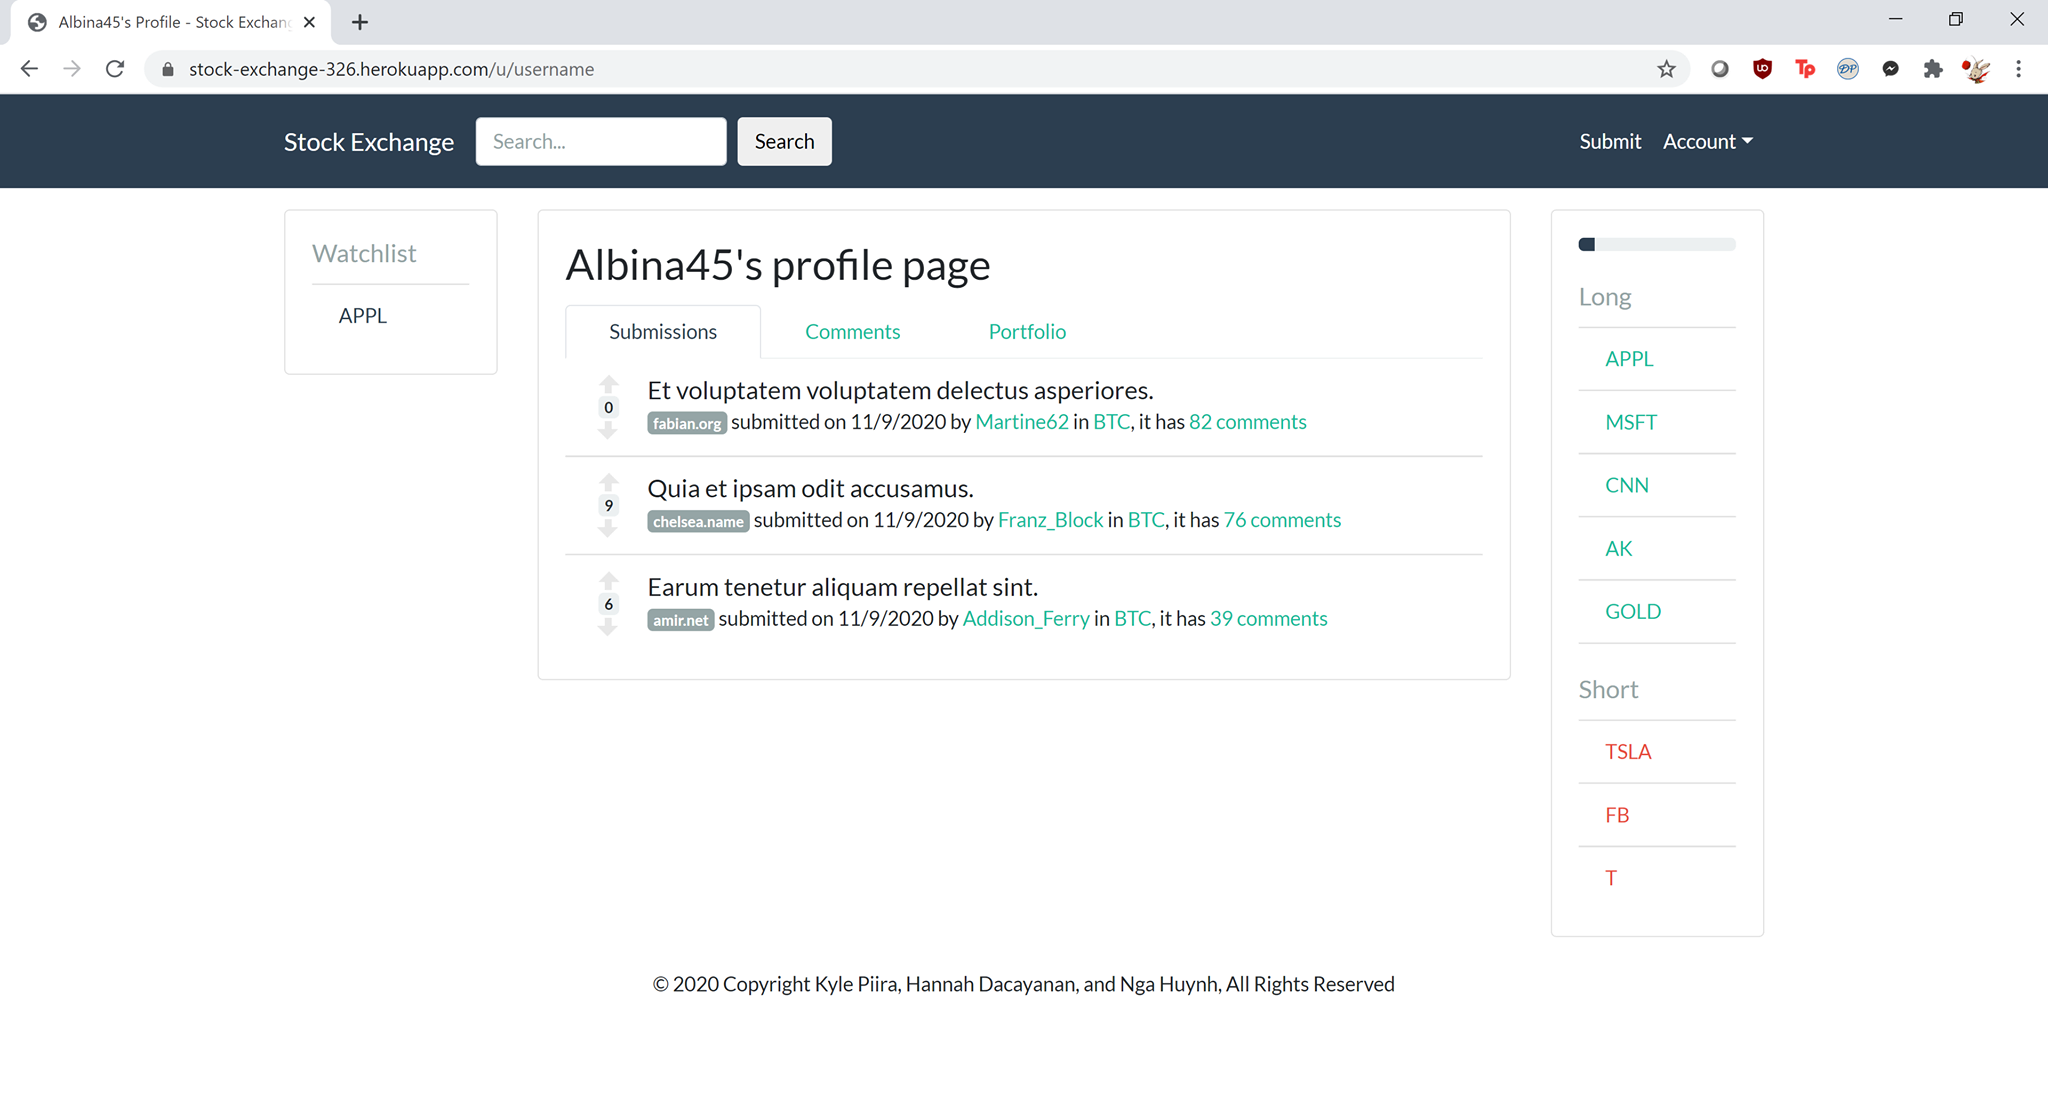 Albina45's Profile - Stock Exchan
stock-exchange-326.herokuapp.com/u/username
Stock Exchange
Search...
Search
Submit
Account
Watchlist
APPL
Albina45's profile page
Submissions
Comments
Portfolio
0
Et voluptatem voluptatem delectus asperiores.
fabian.org submitted on 11/9/2020 by Martine62 in BTC, it has 82 comments
9
Quia et ipsam odit accusamus.
chelsea.name submitted on 11/9/2020 by Franz_Block in BTC, it has 76 comments
6
Earum tenetur aliquam repellat sint.
amir.net submitted on 11/9/2020 by Addison_Ferry in BTC, it has 39 comments
Long
APPL
MSFT
CNN
AK
GOLD
Short
TSLA
FB
T
© 2020 Copyright Kyle Piira, Hannah Dacayanan, and Nga Huynh, All Rights Reserved